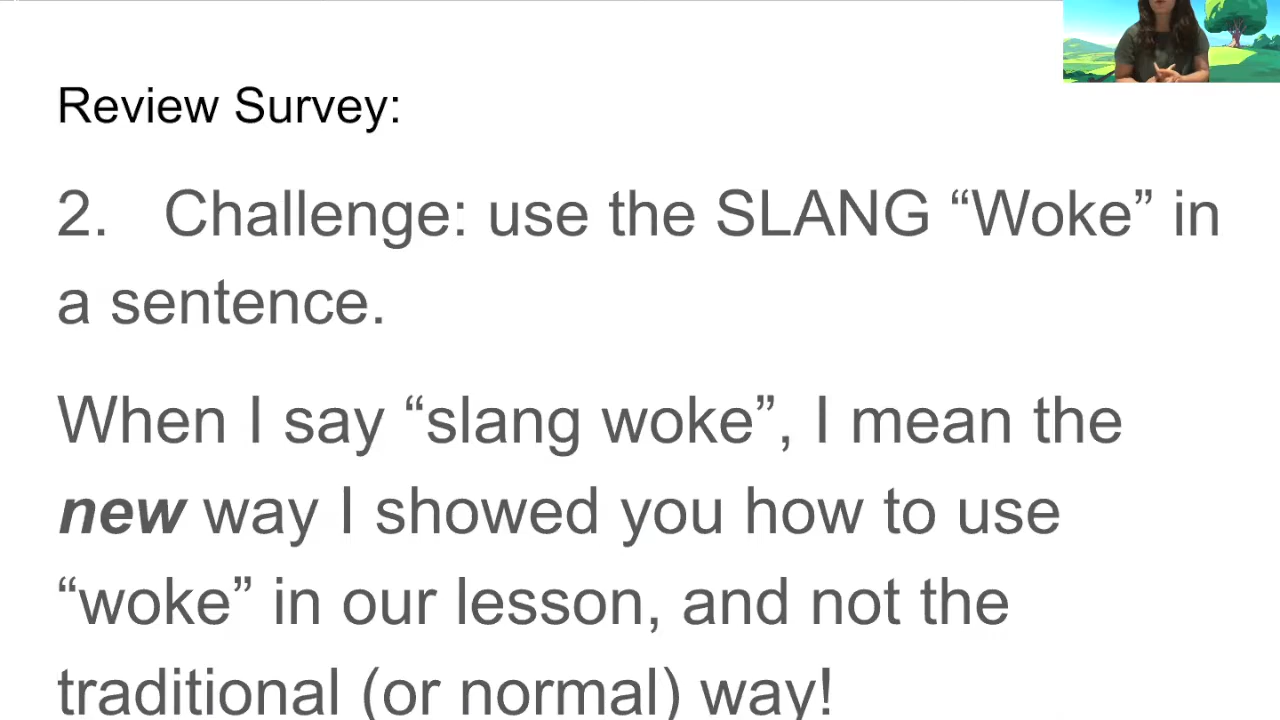 Review Survey:
2. Challenge: use the SLANG “Woke” in
a sentence.
When I say “slang woke”, I mean the
new way I showed you how to use
“woke” in our lesson, and not the
traditional (or normal) way!